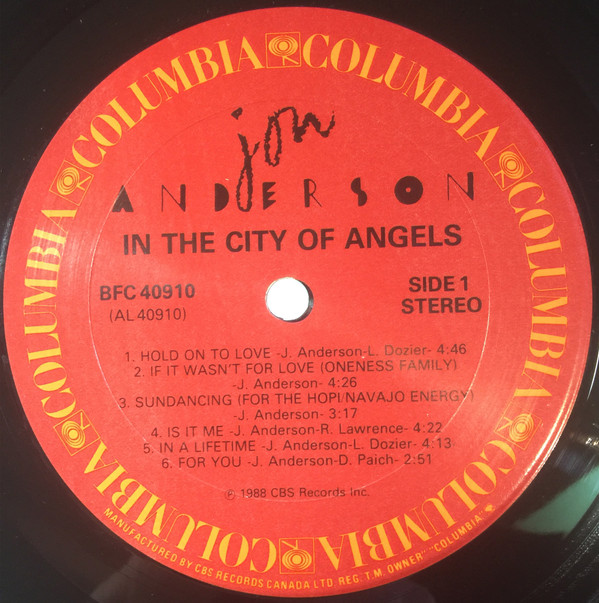 COLUMBIA COLUMBIA COLUMBIA COLUMBIA COLUMBIA COLUMBIA
jon
ANDERSON
IN THE CITY OF ANGELS
BFC 40910
(AL 40910)
SIDE 1
STEREO
1. HOLD ON TO LOVE -J. Anderson-L. Dozier- 4:46
2. IF IT WASN'T FOR LOVE (ONENESS FAMILY)
-J. Anderson- 4:26
3. SUNDANCING (FOR THE HOPI/NAVAJO ENERGY)
-J. Anderson- 3:17
4. IS IT ME -J. Anderson-R. Lawrence- 4:22
5. IN A LIFETIME -J. Anderson-L. Dozier- 4:13
6. FOR YOU -J. Anderson-D. Paich- 2:51
℗ 1988 CBS Records Inc.
MANUFACTURED BY CBS RECORDS CANADA LTD. REG. T.M. OWNER "COLUMBIA"